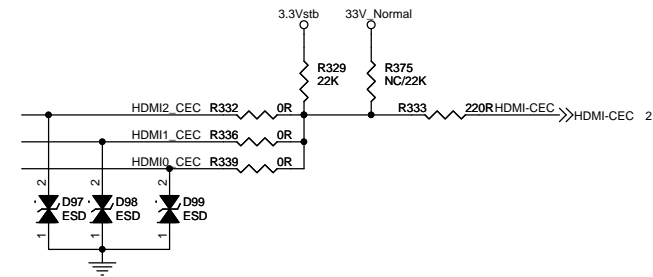 3.3Vstb 33V_Normal
R329 R375
22K NC/22K
HDMI2_CEC R332 0R R333 220R HDMI-CEC HDMI-CEC 2
HDMI1_CEC R336 0R
HDMI0_CEC R339 0R
2 2 2
D97 D98 D99
ESD ESD ESD
1 1 1